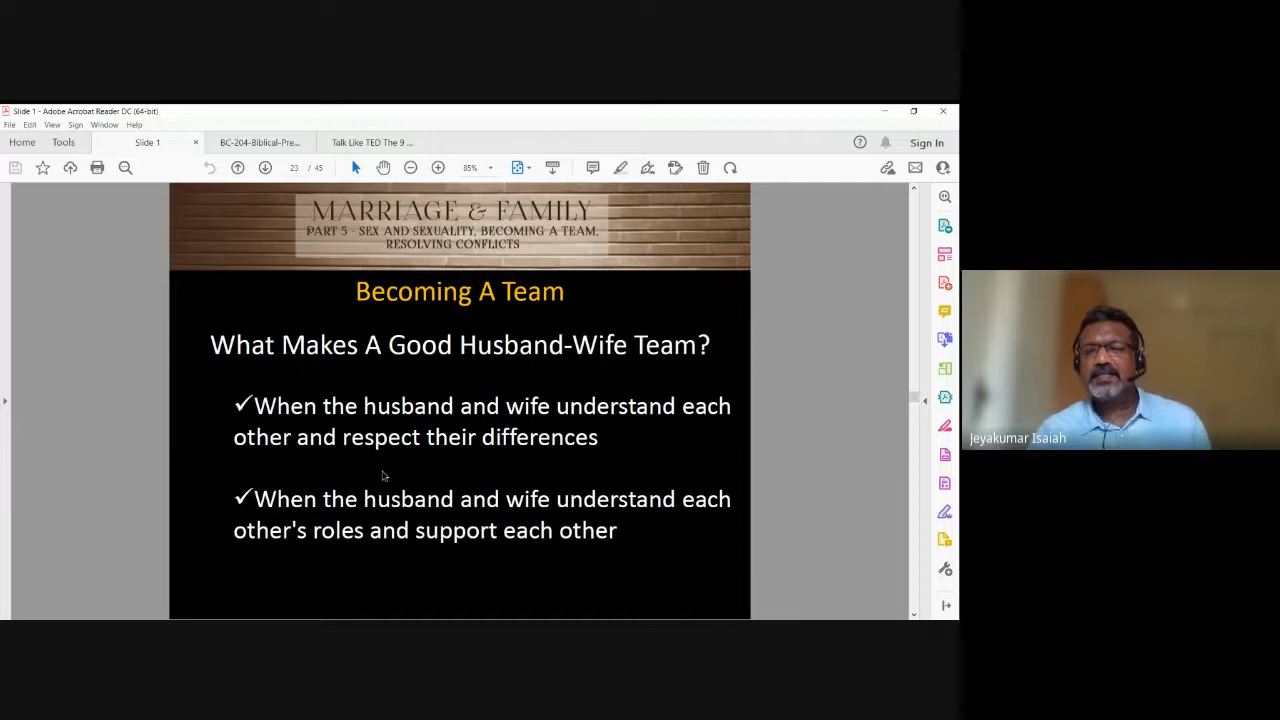 Slide 1 - Adobe Acrobat Reader DC (64-bit)
File Edit View Sign Window Help
Home Tools Slide 1 × BC-204-Biblical-Pre... Talk Like TED The 9 ... Sign In
23 / 45 85%
MARRIAGE & FAMILY
PART 5 - SEX AND SEXUALITY, BECOMING A TEAM,
RESOLVING CONFLICTS
Becoming A Team
What Makes A Good Husband-Wife Team?
✓When the husband and wife understand each
other and respect their differences
✓When the husband and wife understand each
other's roles and support each other
Jeyakumar Isaiah